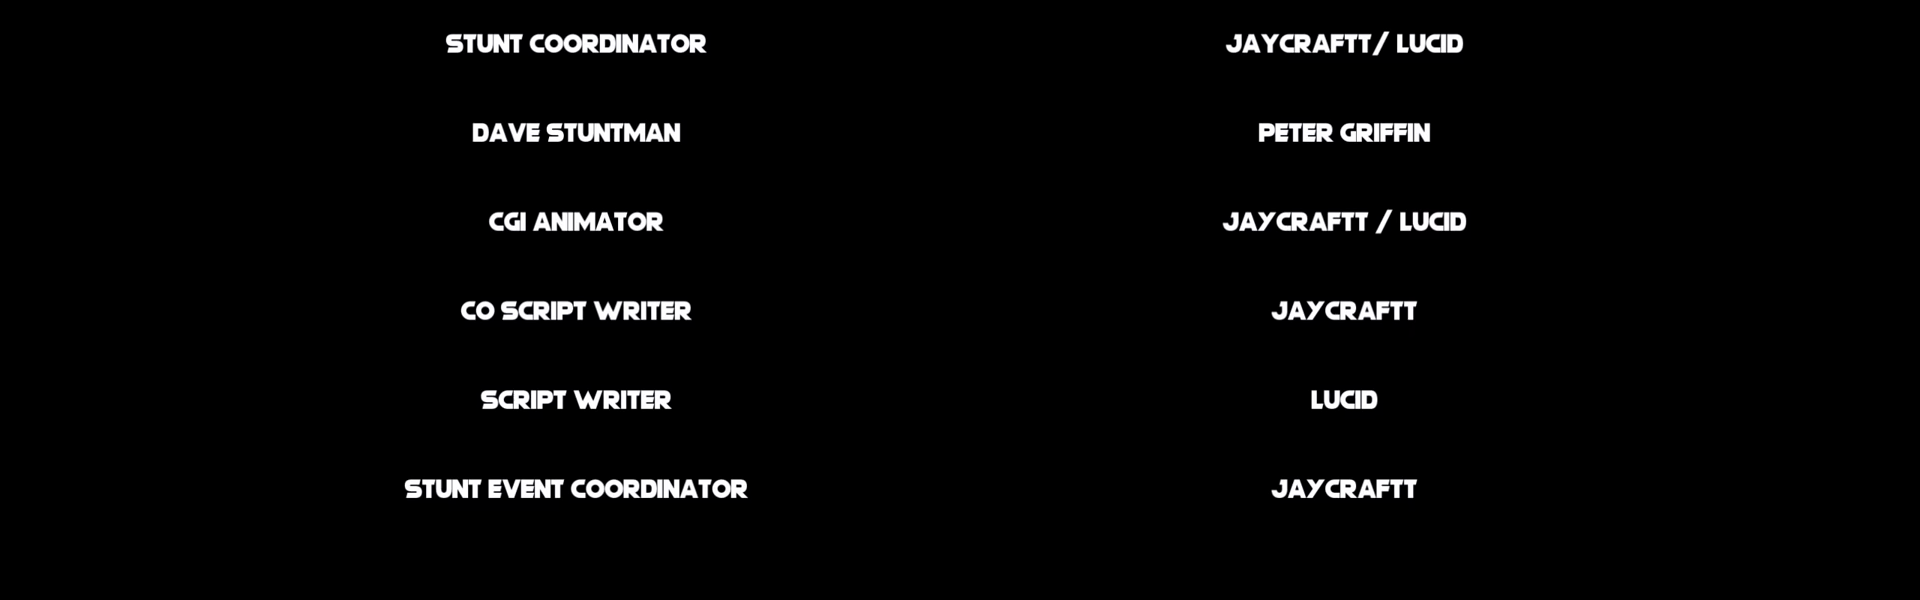 STUNT COORDINATOR JAYCRAFTT/ LUCID
DAVE STUNTMAN PETER GRIFFIN
CGI ANIMATOR JAYCRAFTT / LUCID
CO SCRIPT WRITER JAYCRAFTT
SCRIPT WRITER LUCID
STUNT EVENT COORDINATOR JAYCRAFTT